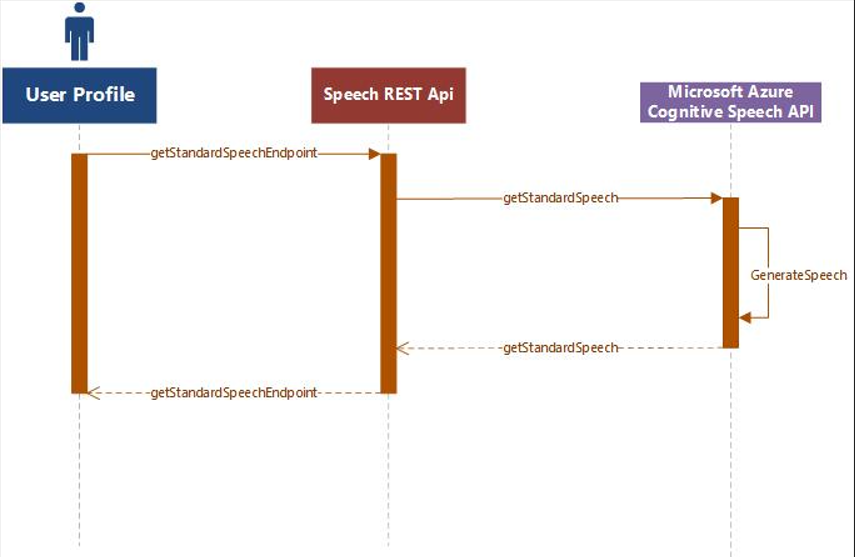 User Profile
Speech REST Api
Microsoft Azure
Cognitive Speech API
getStandardSpeechEndpoint
getStandardSpeech
GenerateSpeech
getStandardSpeech
getStandardSpeechEndpoint